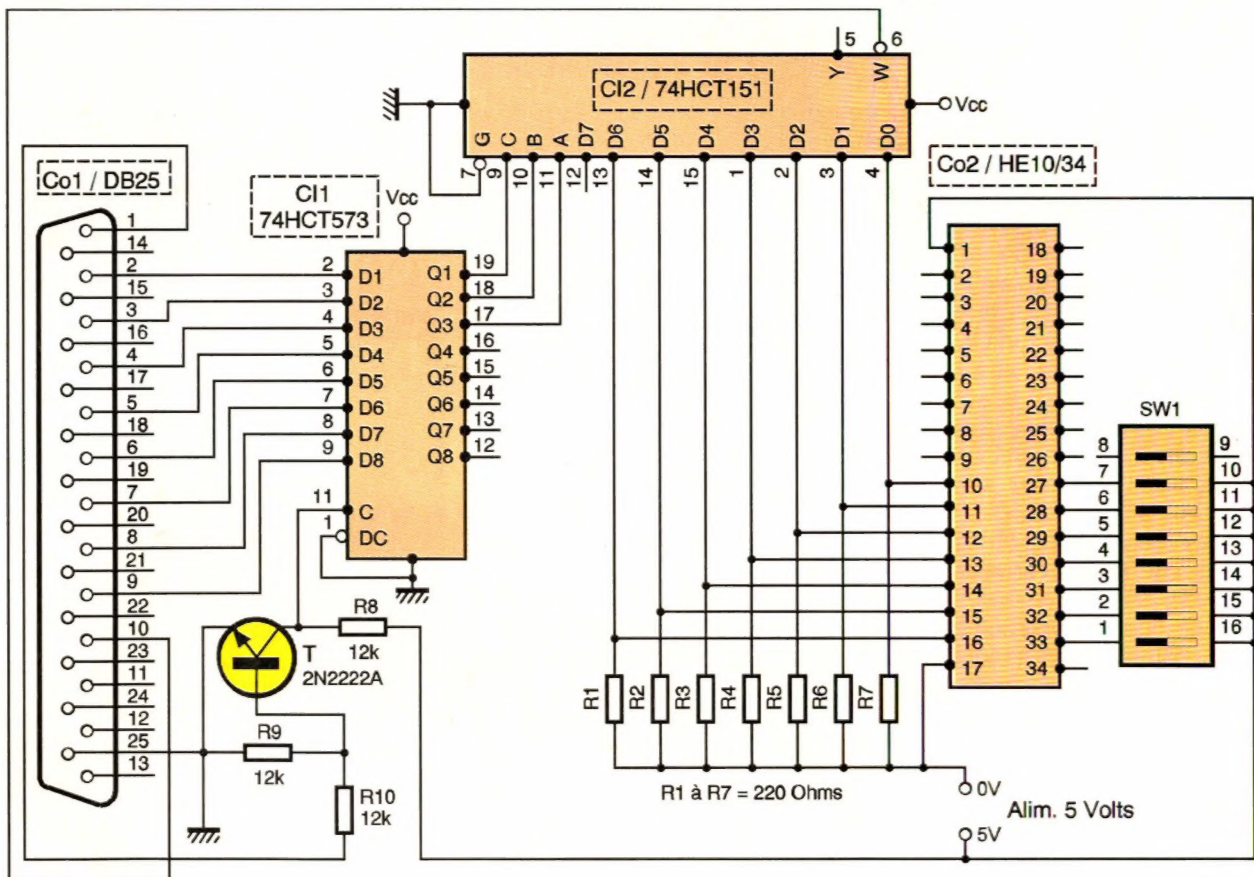 5
6
Y
W
CI2 / 74HCT151
Vcc
G C B A D7 D6 D5 D4 D3 D2 D1 D0
7 9 10 11 12 13 14 15 1 2 3 4
Co1 / DB25
1
14
2
15
3
16
4
17
5
18
6
19
7
20
8
21
9
22
10
23
11
24
12
25
13
CI1
74HCT573
Vcc
2 D1 Q1 19
3 D2 Q2 18
4 D3 Q3 17
5 D4 Q4 16
6 D5 Q5 15
7 D6 Q6 14
8 D7 Q7 13
9 D8 Q8 12
11 C
1 DC
R8
12k
T
2N2222A
R9
12k
R10
12k
R1 R2 R3 R4 R5 R6 R7
R1 à R7 = 220 Ohms
Co2 / HE10/34
1 18
2 19
3 20
4 21
5 22
6 23
7 24
8 25
9 26
10 27
11 28
12 29
13 30
14 31
15 32
16 33
17 34
SW1
8 9
7 10
6 11
5 12
4 13
3 14
2 15
1 16
0V
Alim. 5 Volts
5V